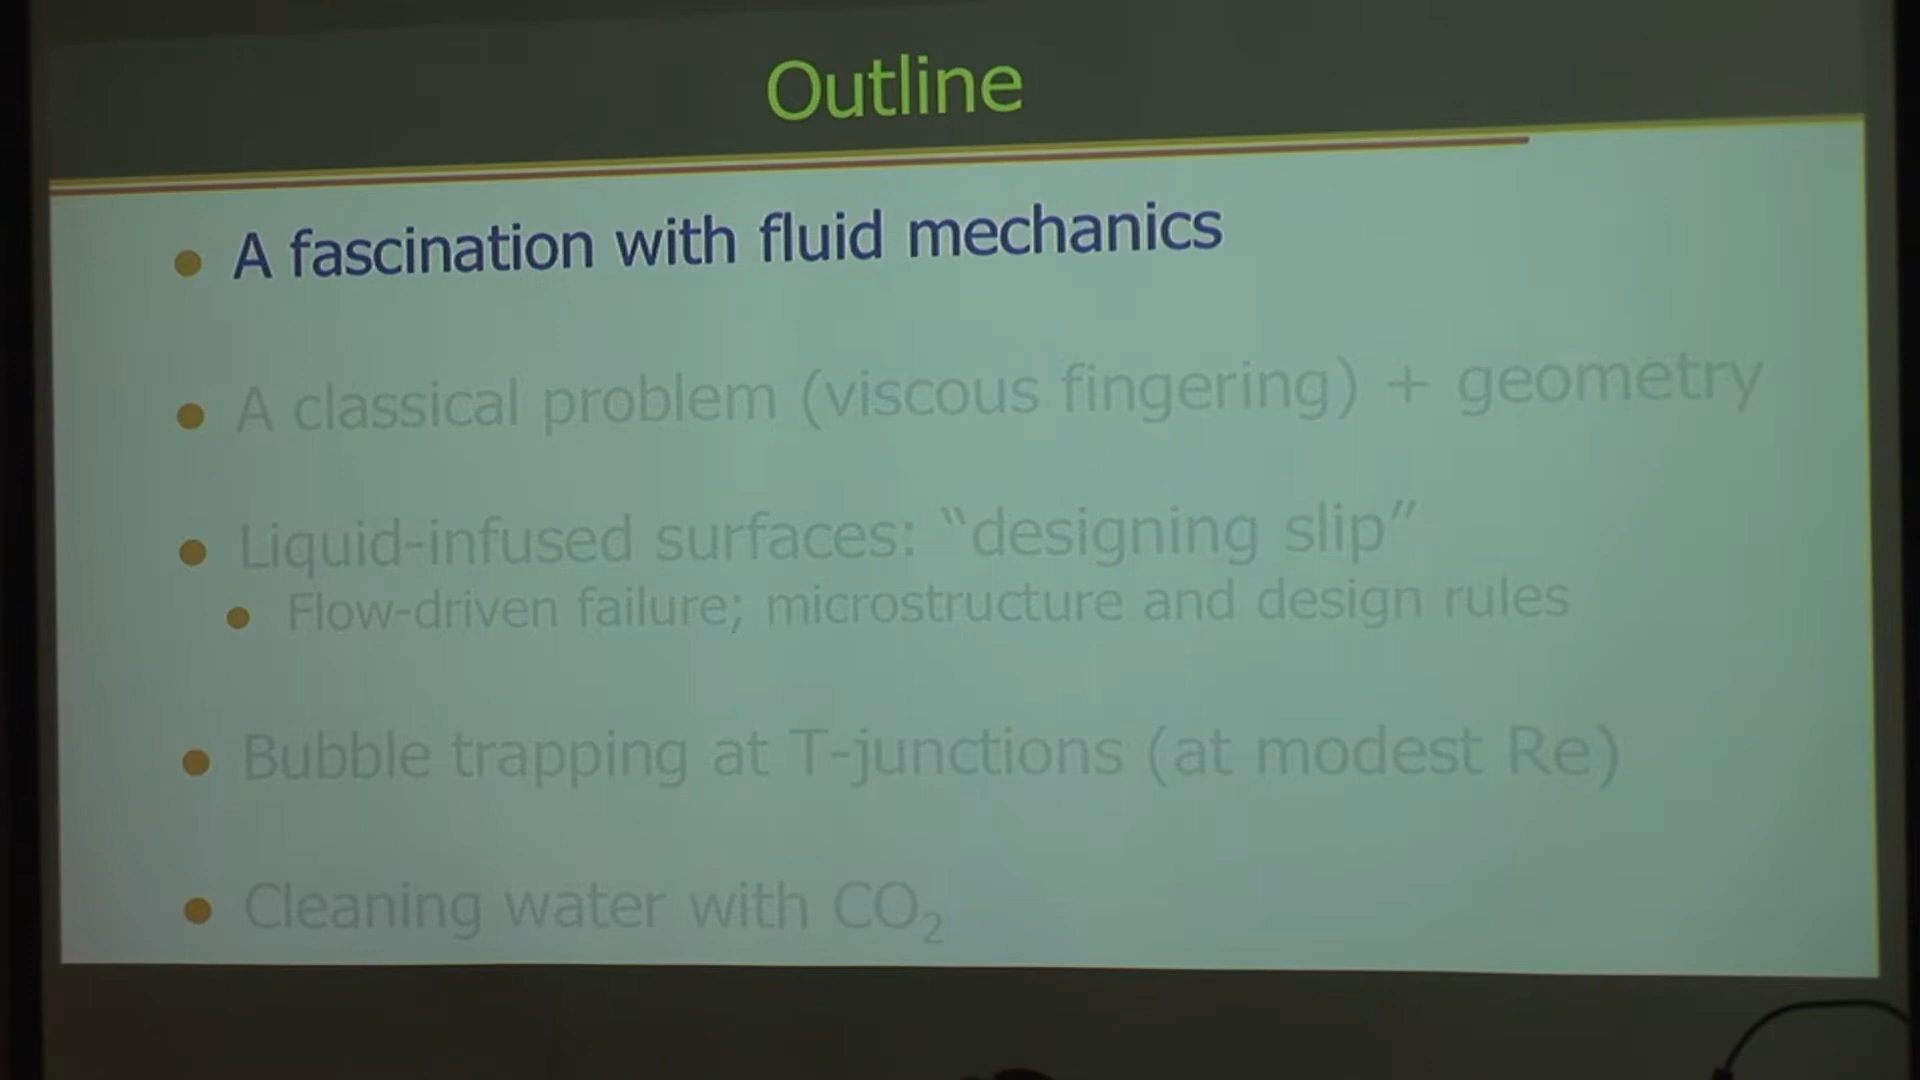 Outline
A fascination with fluid mechanics
A classical problem (viscous fingering) + geometry
Liquid-infused surfaces: “designing slip”
Flow-driven failure; microstructure and design rules
Bubble trapping at T-junctions (at modest Re)
Cleaning water with CO₂